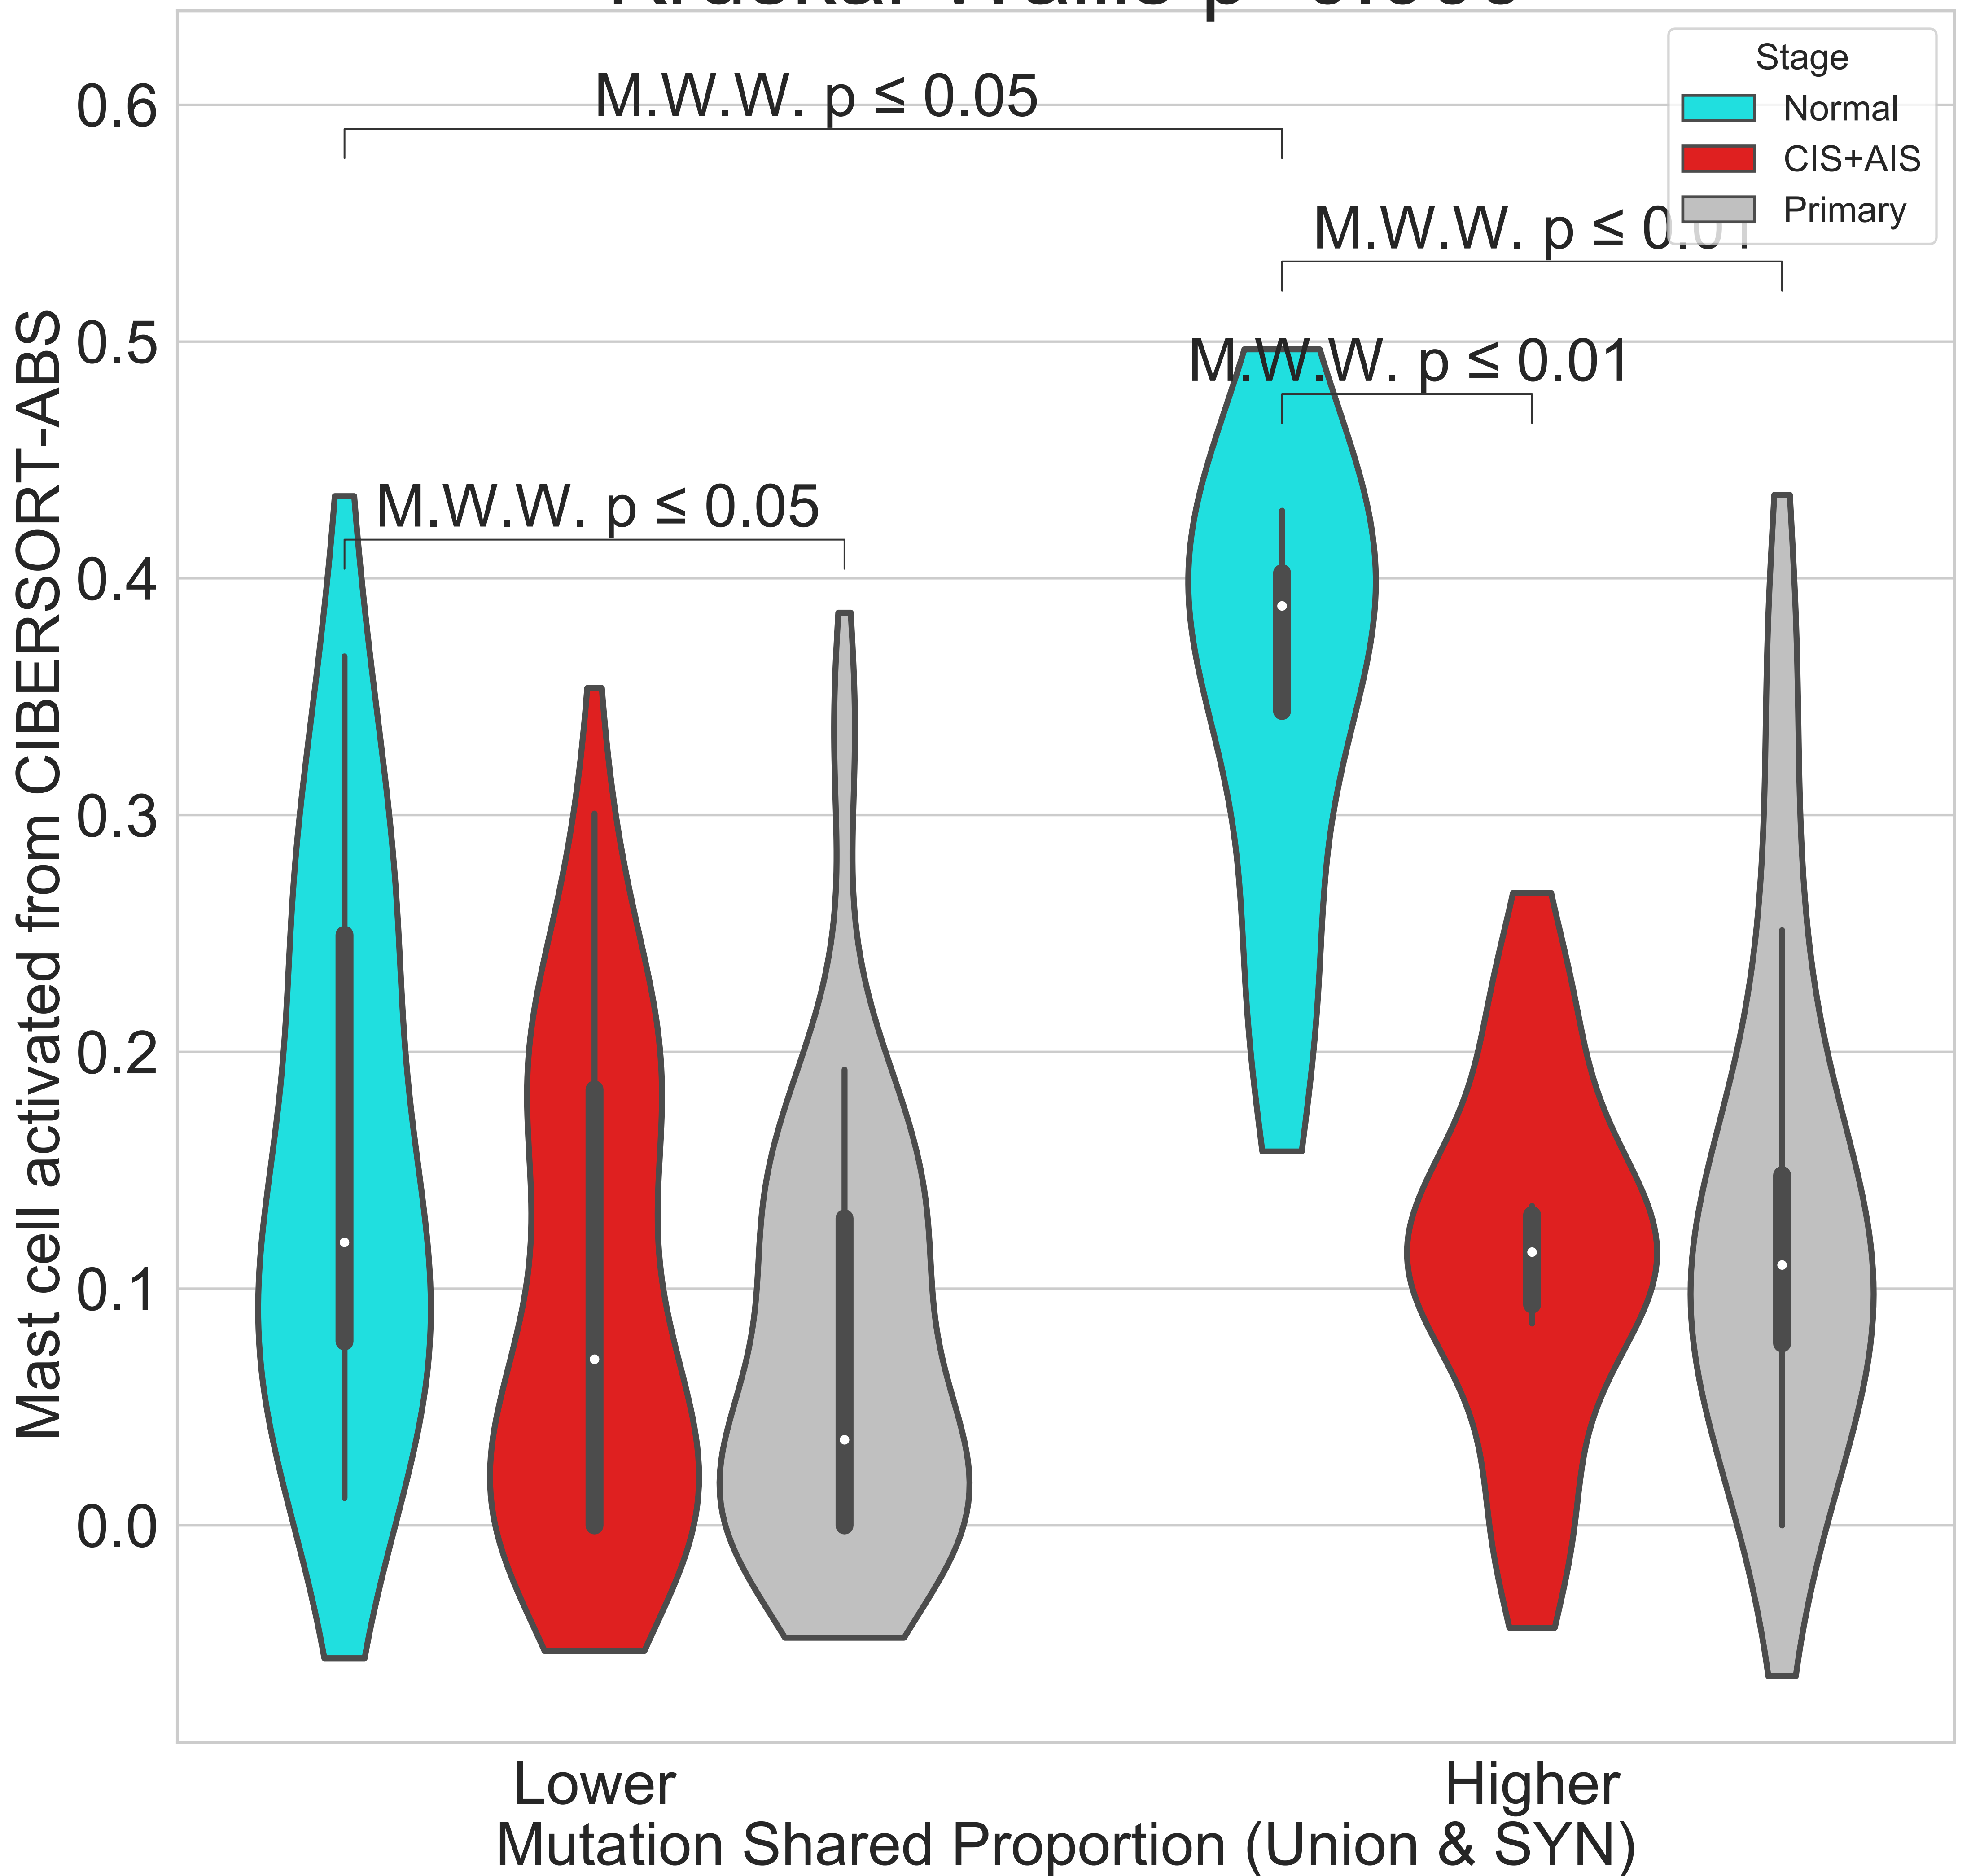 Mast cell activated from CIBERSORT-ABS
0.6
0.5
0.4
0.3
0.2
0.1
0.0
M.W.W. p ≤ 0.05
M.W.W. p ≤ 0.01
M.W.W. p ≤ 0.01
M.W.W. p ≤ 0.05
Stage
Normal
CIS+AIS
Primary
Lower
Higher
Mutation Shared Proportion (Union & SYN)